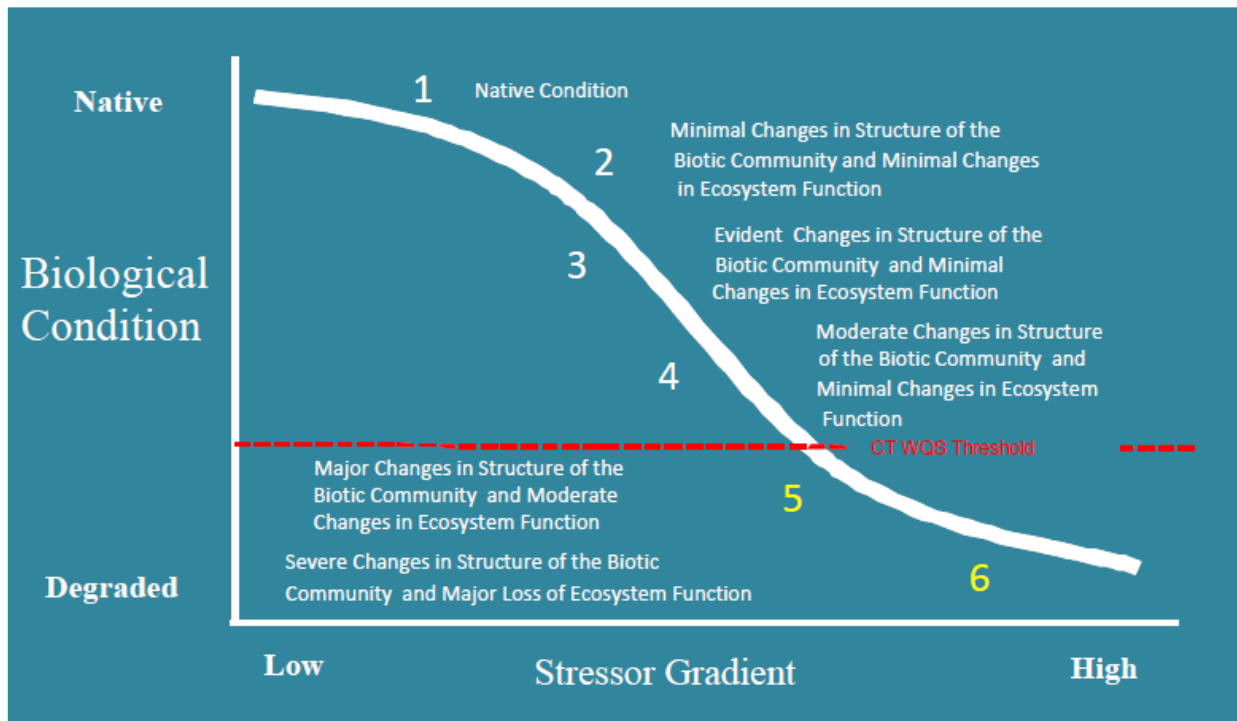 Native
1
Native Condition
2
Minimal Changes in Structure of the
Biotic Community and Minimal Changes
in Ecosystem Function
3
Evident Changes in Structure of the
Biotic Community and Minimal
Changes in Ecosystem Function
Biological
Condition
4
Moderate Changes in Structure
of the Biotic Community and
Minimal Changes in Ecosystem
Function
CT WQS Threshold
Major Changes in Structure of the
Biotic Community and Moderate
Changes in Ecosystem Function
5
Severe Changes in Structure of the Biotic
Community and Major Loss of Ecosystem Function
6
Degraded
Low
Stressor Gradient
High